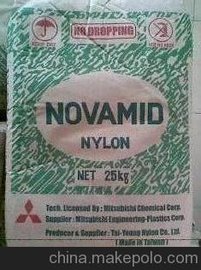 NO DROPPING
NOVAMID
NYLON
NET 25kg
Tech. Licensed by : Mitsubishi Chemical Corp.
Supplier : Mitsubishi Engineering-Plastics Corp.
Producer & Supplier : Tai-Young Nylon Co., Ltd.
( Made in TAIWAN )
china.makepolo.com